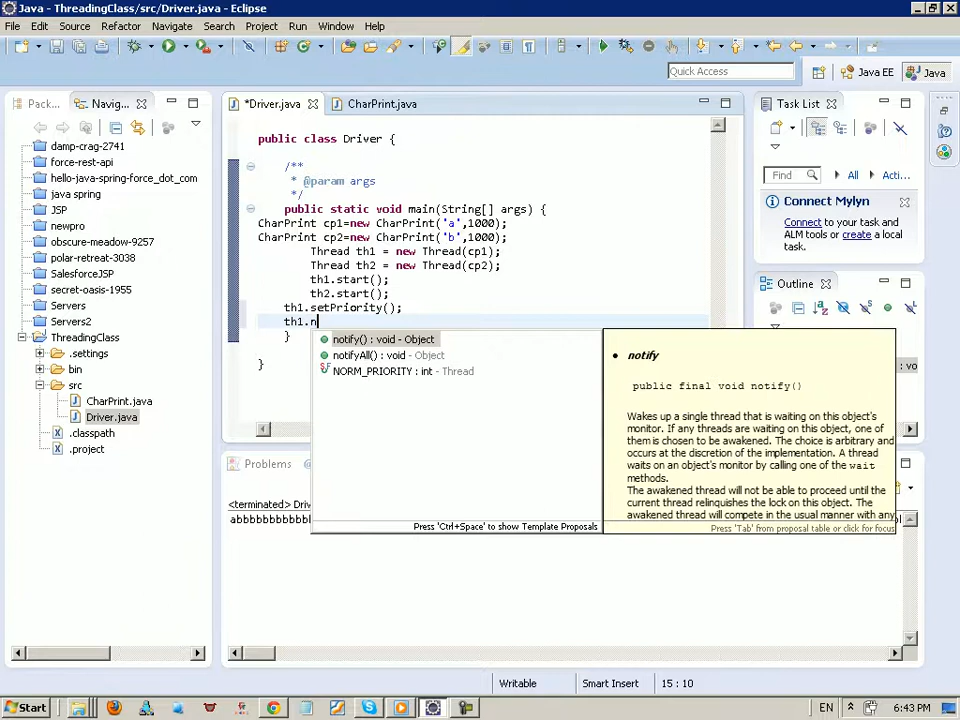 Java - ThreadingClass/src/Driver.java - Eclipse
File Edit Source Refactor Navigate Search Project Run Window Help
Quick Access
Java EE
Java
Pack...
Navig...
damp-crag-2741
force-rest-api
hello-java-spring-force_dot_com
java spring
JSP
newpro
obscure-meadow-9257
polar-retreat-3038
SalesforceJSP
secret-oasis-1955
Servers
Servers2
ThreadingClass
.settings
bin
src
CharPrint.java
Driver.java
.classpath
.project
*Driver.java
CharPrint.java
public class Driver {
/**
* @param args
*/
public static void main(String[] args) {
CharPrint cp1=new CharPrint('a',1000);
CharPrint cp2=new CharPrint('b',1000);
Thread th1 = new Thread(cp1);
Thread th2 = new Thread(cp2);
th1.start();
th2.start();
th1.setPriority();
th1.n
}
}
notify() : void - Object
notifyAll() : void - Object
NORM_PRIORITY : int - Thread
Press 'Ctrl+Space' to show Template Proposals
notify
public final void notify()
Wakes up a single thread that is waiting on this object's
monitor. If any threads are waiting on this object, one of
them is chosen to be awakened. The choice is arbitrary and
occurs at the discretion of the implementation. A thread
waits on an object's monitor by calling one of the wait
methods.
The awakened thread will not be able to proceed until the
current thread relinquishes the lock on this object. The
awakened thread will compete in the usual manner with any
Press 'Tab' from proposal table or click for focus
Task List
Find
All
Acti...
Connect Mylyn
Connect to your task and
ALM tools or create a local
task.
Outline
: vo
Problems
@
<terminated> Driv
Writable
Smart Insert
15 : 10
Start
EN
6:43 PM